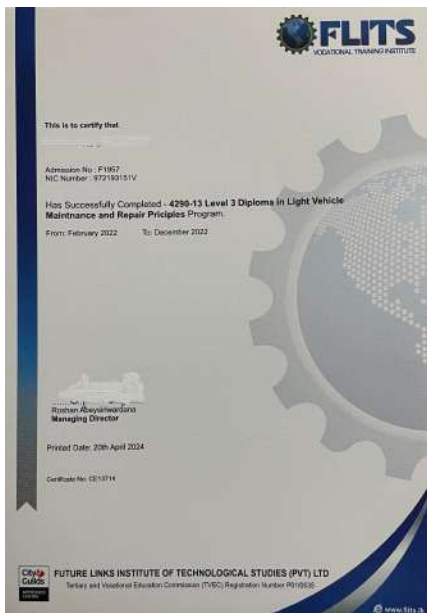 FLITS
VOCATIONAL TRAINING INSTITUTE
This is to certify that
Admission No : F1957
NIC Number : 972193151V
Has Successfully Completed - 4290-13 Level 3 Diploma in Light Vehicle
Maintnance and Repair Priciples Program.
From: February 2022 To: December 2022
Roshan Abeysiriwardana
Managing Director
Printed Date: 20th April 2024
Certificate No: CE13714
City& Guilds
APPROVED CENTRE
FUTURE LINKS INSTITUTE OF TECHNOLOGICAL STUDIES (PVT) LTD
Tertiary and Vocational Education Commission (TVEC) Registration Number P01/0535
www.flits.lk